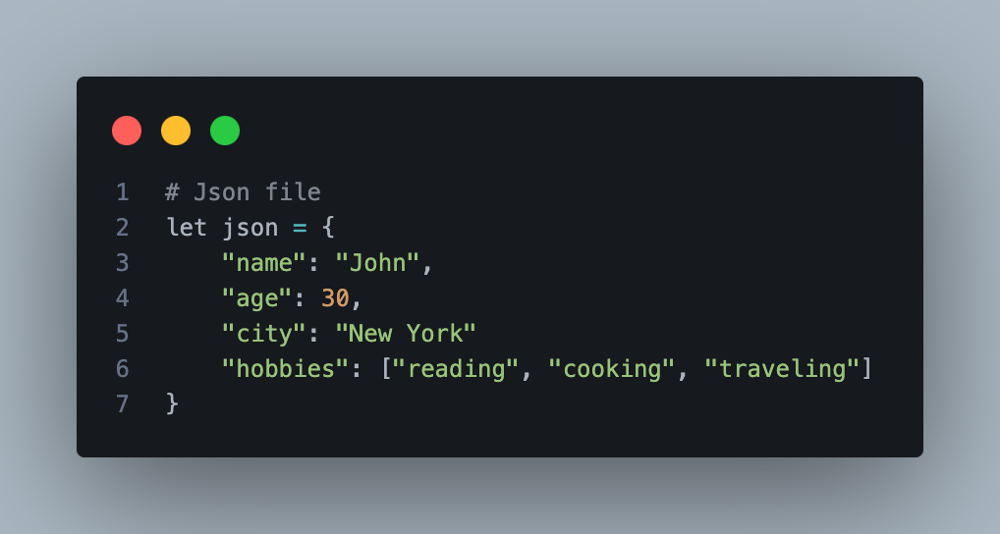 1 # Json file
2 let json = {
3     "name": "John",
4     "age": 30,
5     "city": "New York"
6     "hobbies": ["reading", "cooking", "traveling"]
7 }